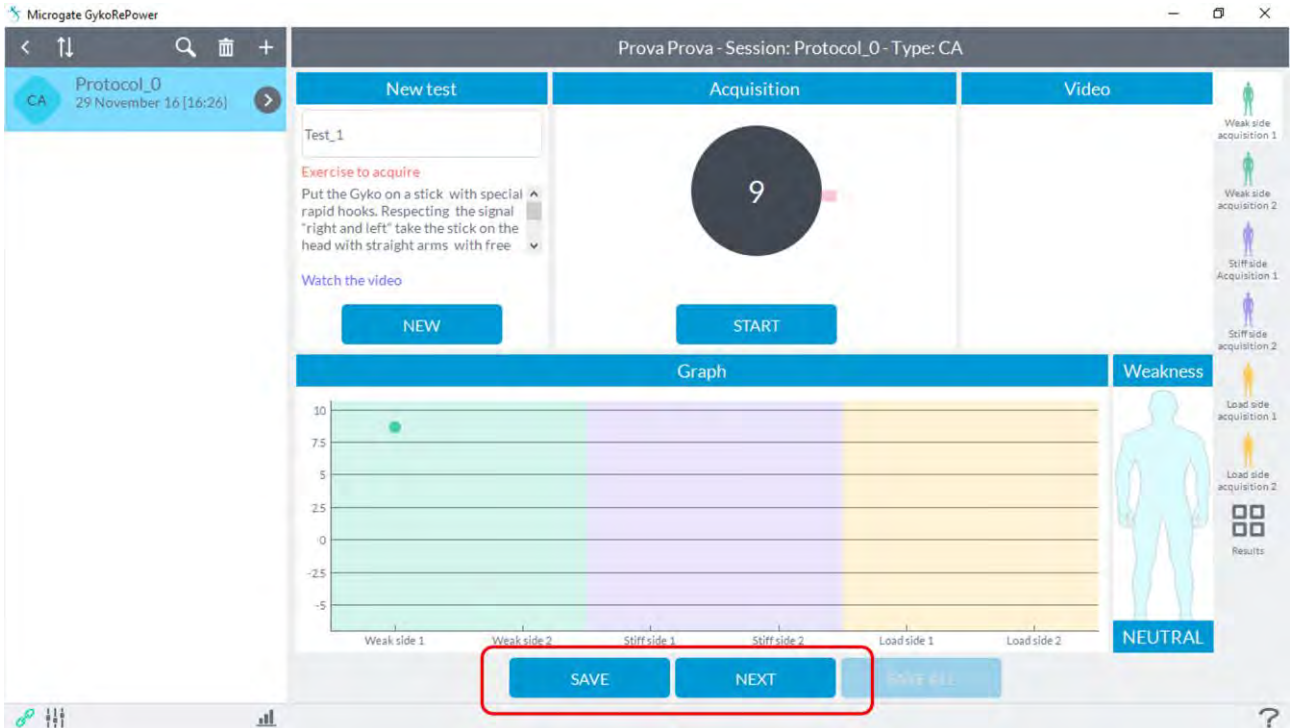 Microgate GykoRePower
Prova Prova - Session: Protocol_0 - Type: CA
CA
Protocol_0
29 November 16 [16:26]
New test
Test_1
Exercise to acquire
Put the Gyko on a stick with special
rapid hooks. Respecting the signal
"right and left" take the stick on the
head with straight arms with free
Watch the video
NEW
Acquisition
9
START
Video
Weak side
acquisition 1
Weak side
acquisition 2
Stiff side
Acquisition 1
Stiff side
acquisition 2
Load side
acquisition 1
Load side
acquisition 2
Results
Graph
10
7.5
5
2.5
0
-2.5
-5
Weak side 1
Weak side 2
Stiff side 1
Stiff side 2
Load side 1
Load side 2
Weakness
NEUTRAL
SAVE
NEXT
SAVE ALL
?